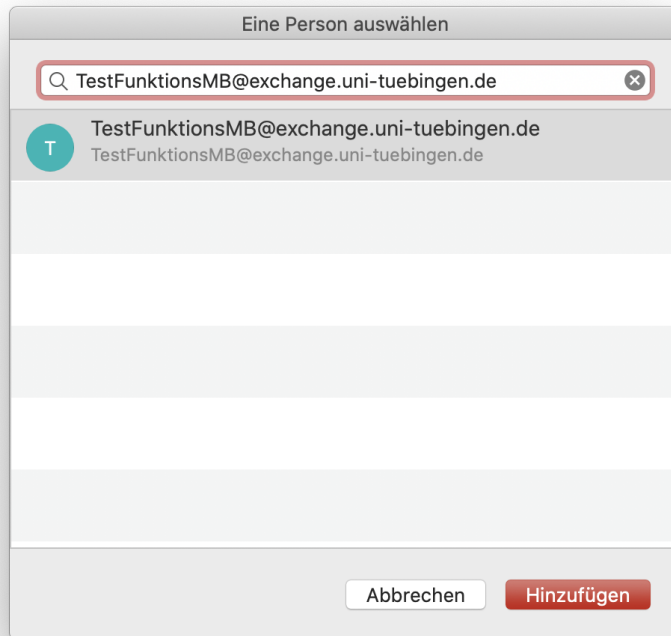 Eine Person auswählen
TestFunktionsMB@exchange.uni-tuebingen.de
T
TestFunktionsMB@exchange.uni-tuebingen.de
TestFunktionsMB@exchange.uni-tuebingen.de
Abbrechen
Hinzufügen